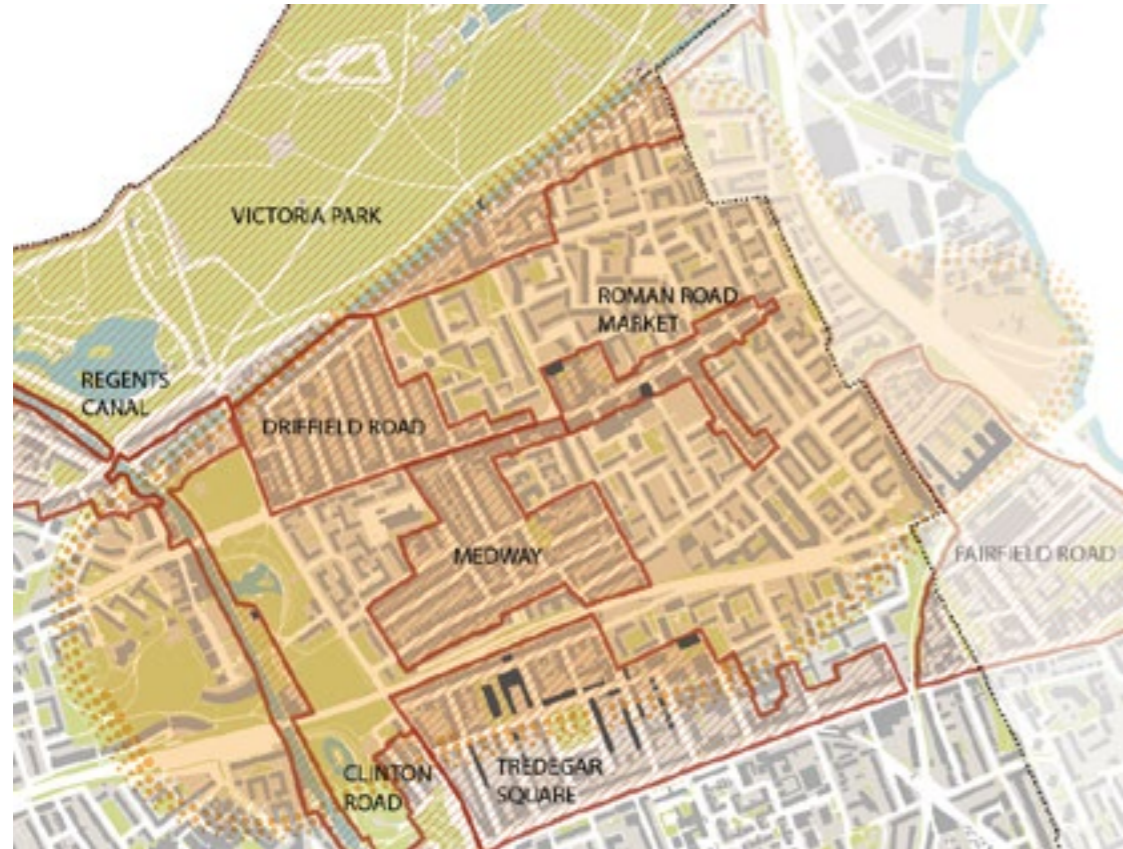 VICTORIA PARK
ROMAN ROAD
MARKET
REGENTS
CANAL
DRIFFIELD ROAD
MEDWAY
FAIRFIELD ROAD
CLINTON
ROAD
TREDEGAR
SQUARE